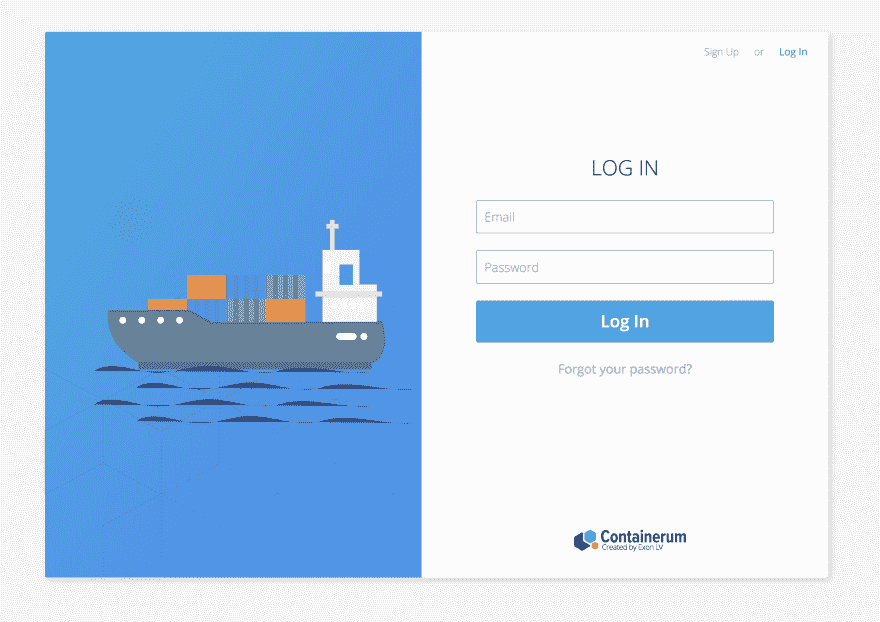 Sign Up or Log In
LOG IN
Email
Password
Log In
Forgot your password?
Containerum
Created by Exon LV